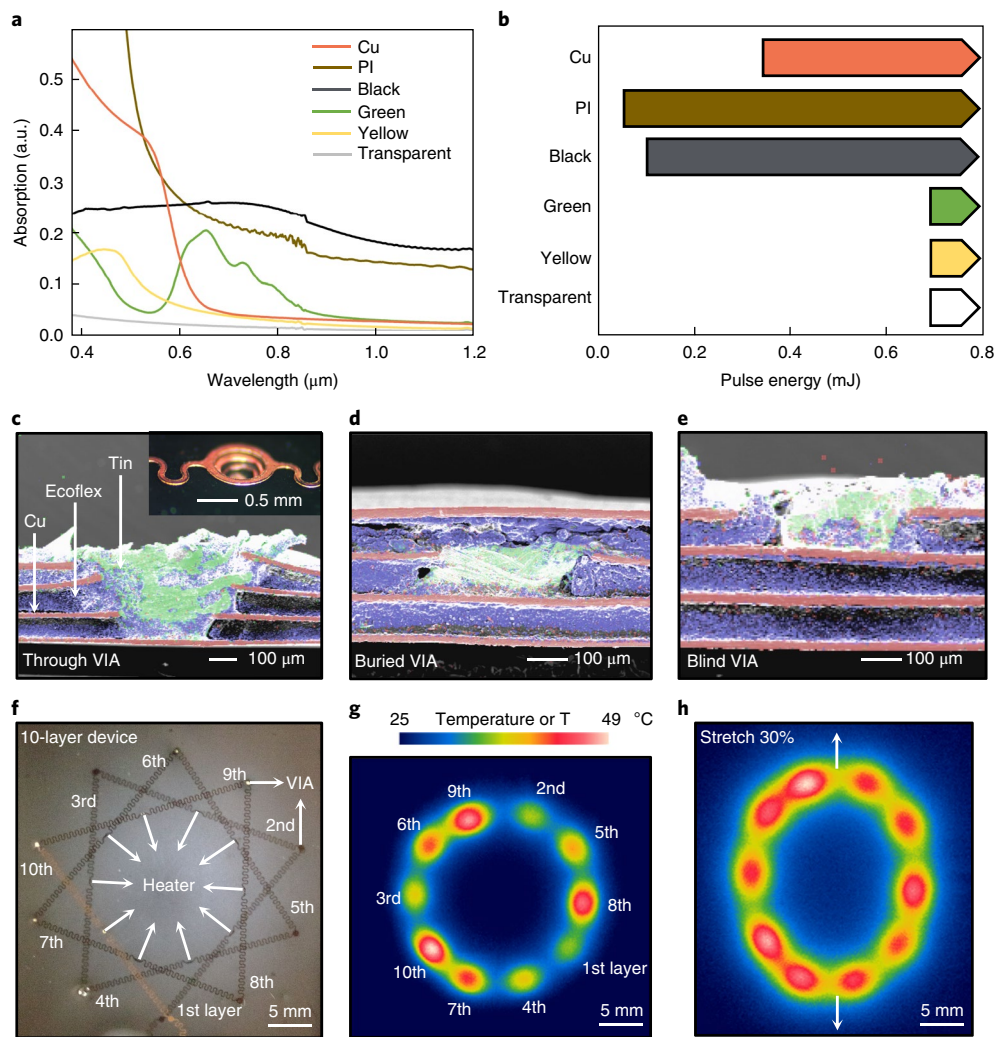 a
0.5
0.4
0.3
0.2
0.1
0.0
Absorption (a.u.)
0.4 0.6 0.8 1.0 1.2
Wavelength (μm)
Cu
PI
Black
Green
Yellow
Transparent
b
Cu
PI
Black
Green
Yellow
Transparent
0.0 0.2 0.4 0.6 0.8
Pulse energy (mJ)
c
Tin
Ecoflex
Cu
0.5 mm
Through VIA
100 μm
d
Buried VIA
100 μm
e
Blind VIA
100 μm
f
10-layer device
6th
9th
VIA
3rd
2nd
10th
Heater
5th
7th
8th
4th
1st layer
5 mm
g
25 Temperature or T 49 °C
9th
2nd
6th
5th
3rd
8th
10th
1st layer
7th
4th
5 mm
h
Stretch 30%
5 mm